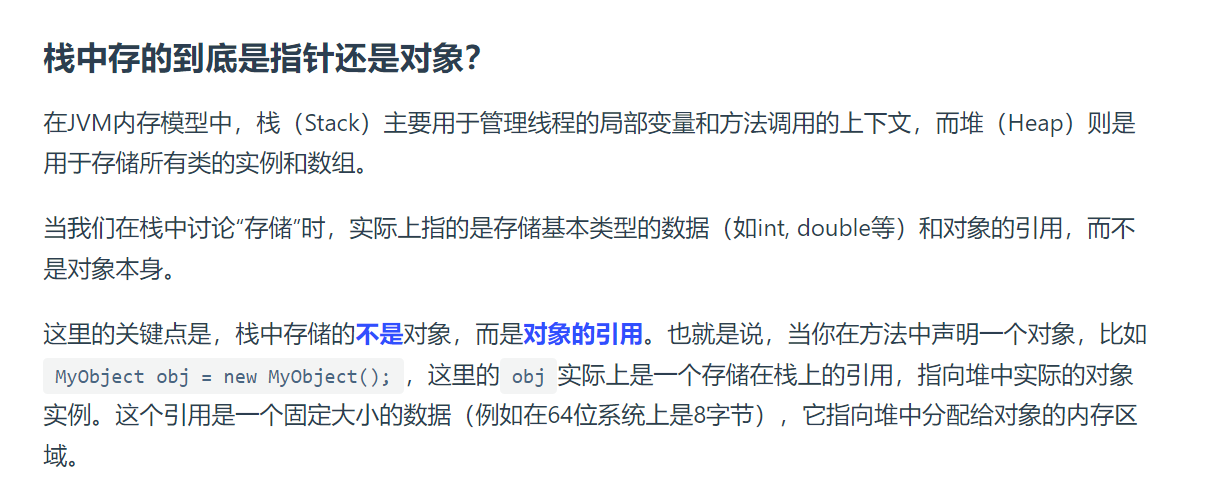 栈中存的到底是指针还是对象？
在JVM内存模型中，栈（Stack）主要用于管理线程的局部变量和方法调用的上下文，而堆（Heap）则是
用于存储所有类的实例和数组。
当我们在栈中讨论“存储”时，实际上指的是存储基本类型的数据（如int, double等）和对象的引用，而不
是对象本身。
这里的关键点是，栈中存储的不是对象，而是对象的引用。也就是说，当你在方法中声明一个对象，比如
MyObject obj = new MyObject(); ，这里的 obj 实际上是一个存储在栈上的引用，指向堆中实际的对象
实例。这个引用是一个固定大小的数据（例如在64位系统上是8字节），它指向堆中分配给对象的内存区
域。